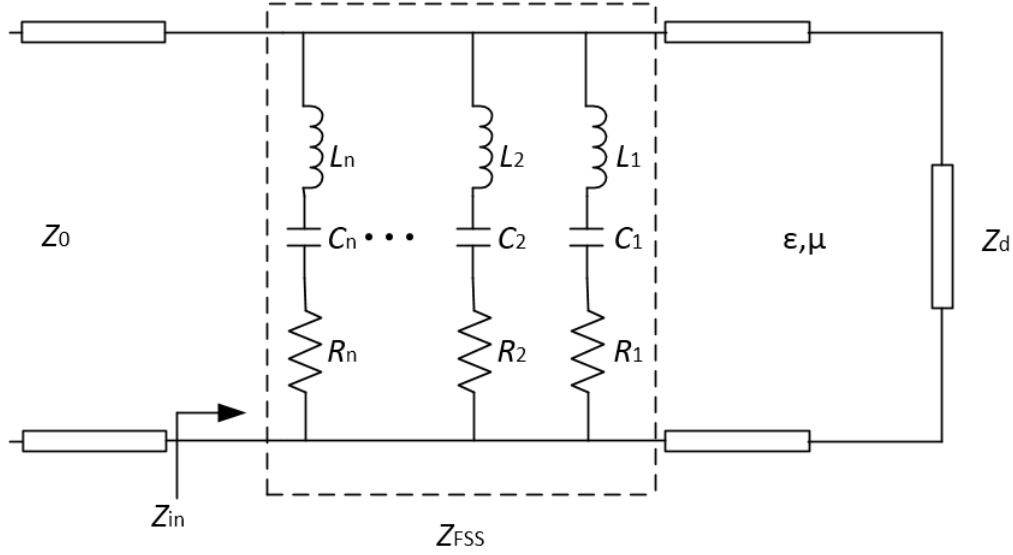 Ln L2 L1
Z0 Cn ••• C2 C1 ε,μ Zd
Rn R2 R1
Zin
ZFSS